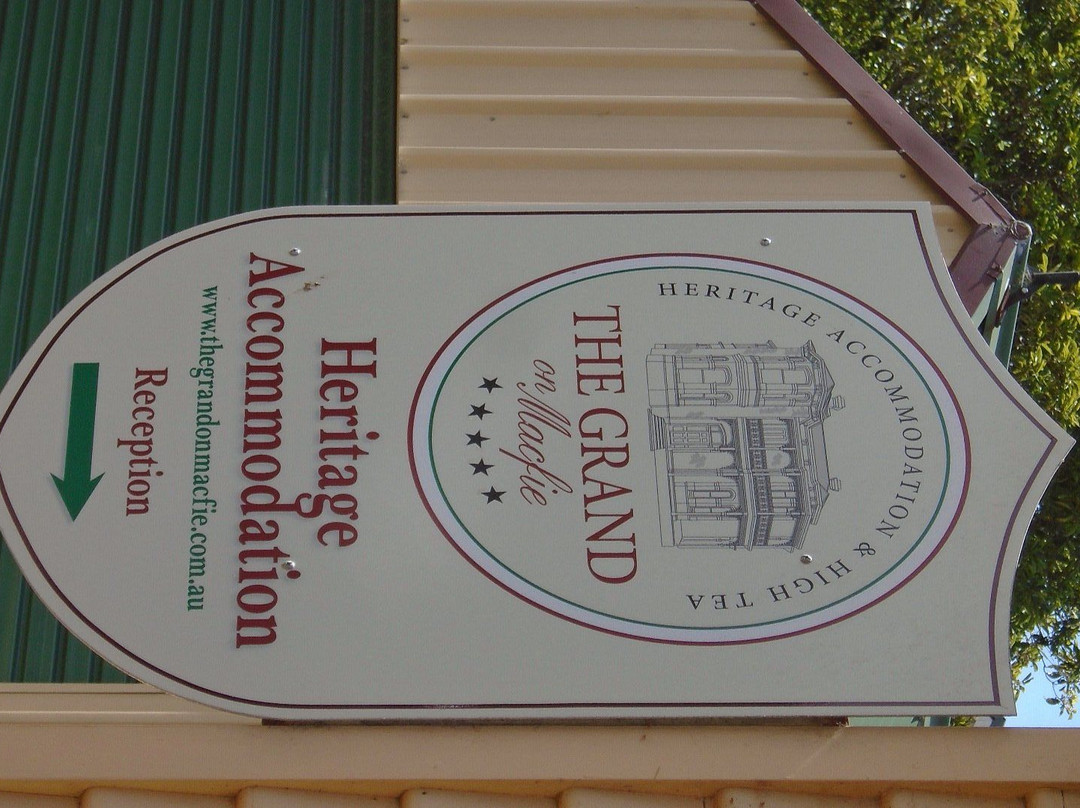 HERITAGE ACCOMMODATION & HIGH TEA
THE GRAND
on Macfie
Heritage
Accommodation
www.thegrandonmacfie.com.au
Reception